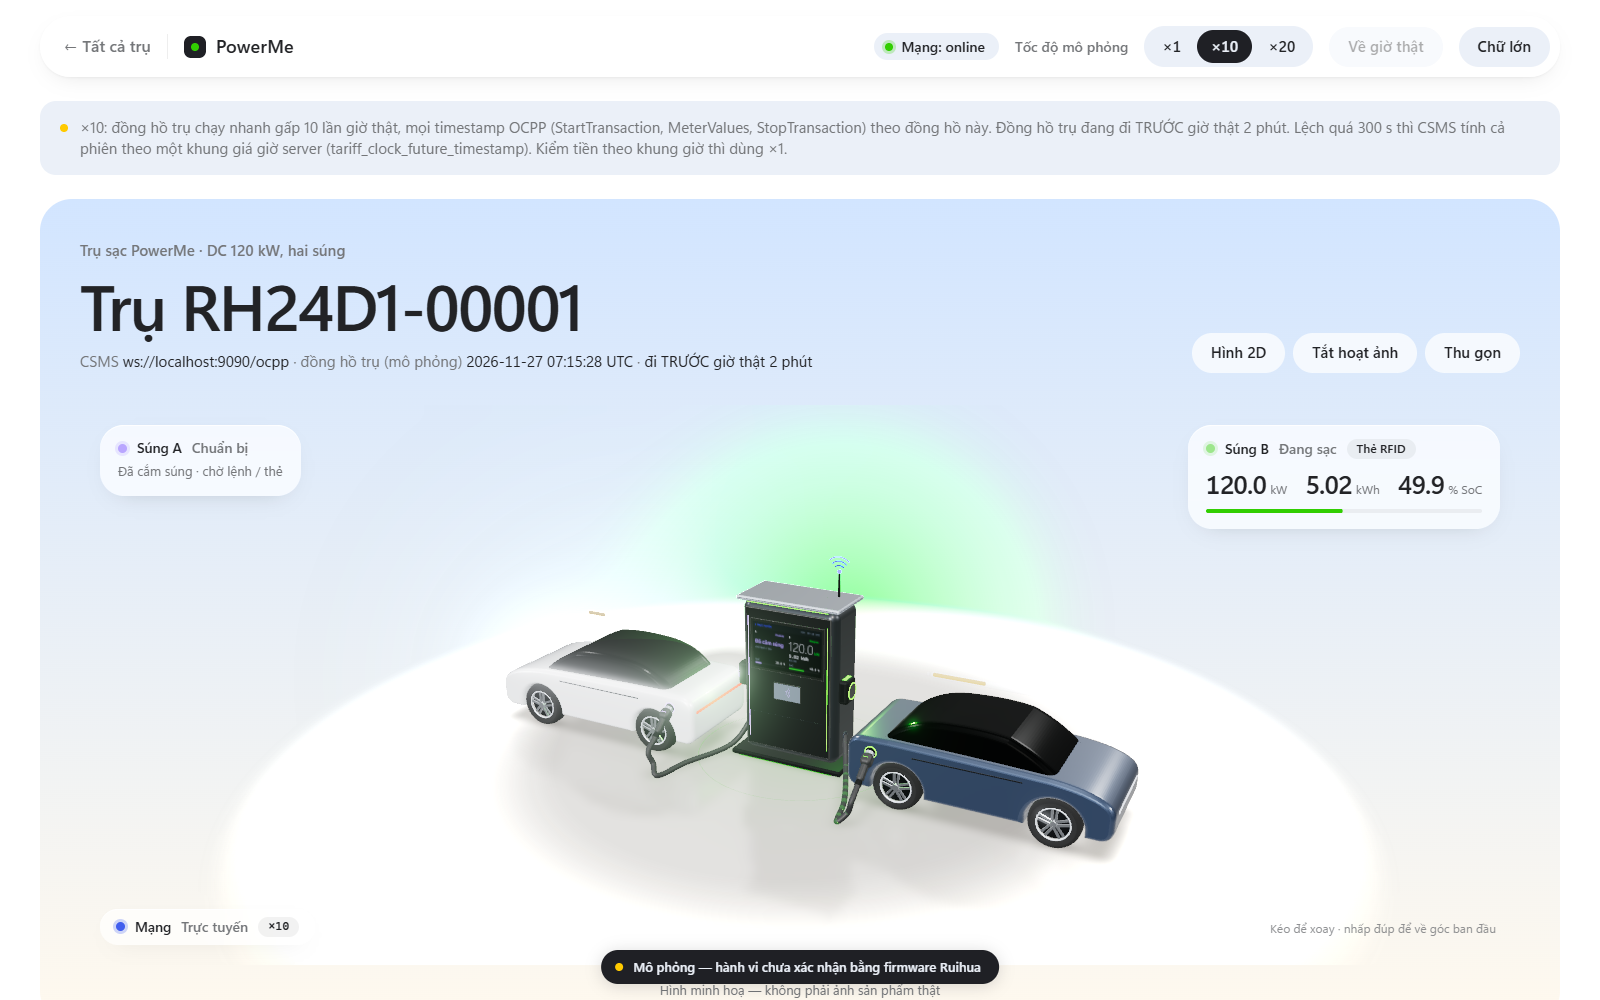 ← Tất cả trụ
PowerMe
Mạng: online
Tốc độ mô phỏng
×1
×10
×20
Về giờ thật
Chữ lớn
×10: đồng hồ trụ chạy nhanh gấp 10 lần giờ thật, mọi timestamp OCPP (StartTransaction, MeterValues, StopTransaction) theo đồng hồ này. Đồng hồ trụ đang đi TRƯỚC giờ thật 2 phút. Lệch quá 300 s thì CSMS tính cả
phiên theo một khung giá giờ server (tariff_clock_future_timestamp). Kiểm tiền theo khung giờ thì dùng ×1.
Trụ sạc PowerMe · DC 120 kW, hai súng
Trụ RH24D1-00001
CSMS ws://localhost:9090/ocpp · đồng hồ trụ (mô phỏng) 2026-11-27 07:15:28 UTC · đi TRƯỚC giờ thật 2 phút
Hình 2D
Tắt hoạt ảnh
Thu gọn
Súng A Chuẩn bị
Đã cắm súng · chờ lệnh / thẻ
Súng B Đang sạc Thẻ RFID
120.0 kW 5.02 kWh 49.9 % SoC
120.0
Mạng Trực tuyến ×10
Kéo để xoay · nhấp đúp để về góc ban đầu
Mô phỏng — hành vi chưa xác nhận bằng firmware Ruihua
Hình minh hoạ — không phải ảnh sản phẩm thật